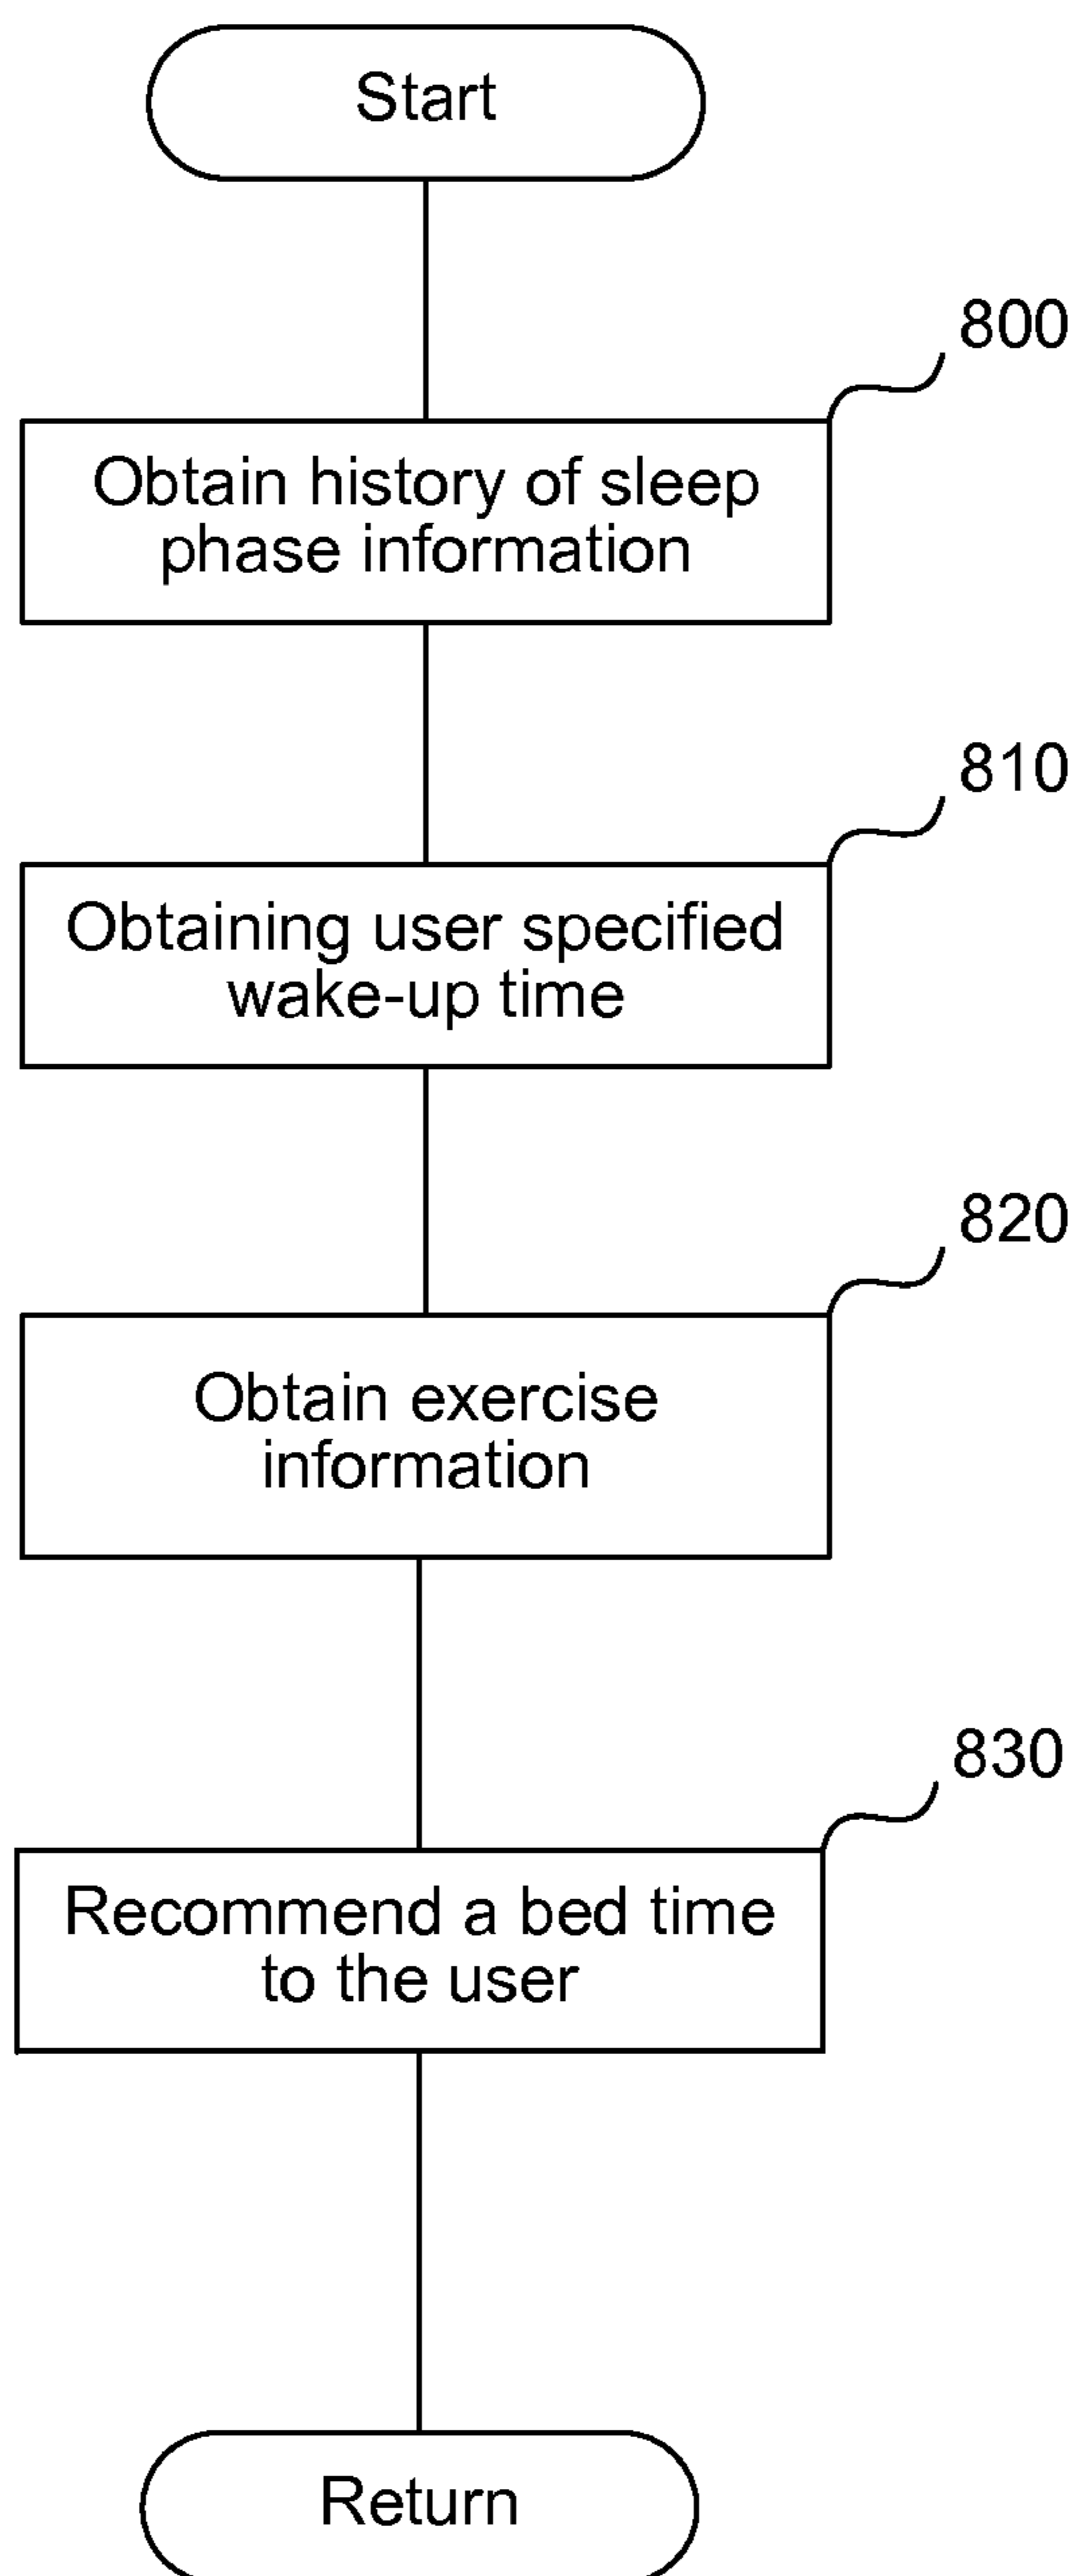 Start
800
Obtain history of sleep
phase information
810
Obtaining user specified
wake-up time
820
Obtain exercise
information
830
Recommend a bed time
to the user
Return